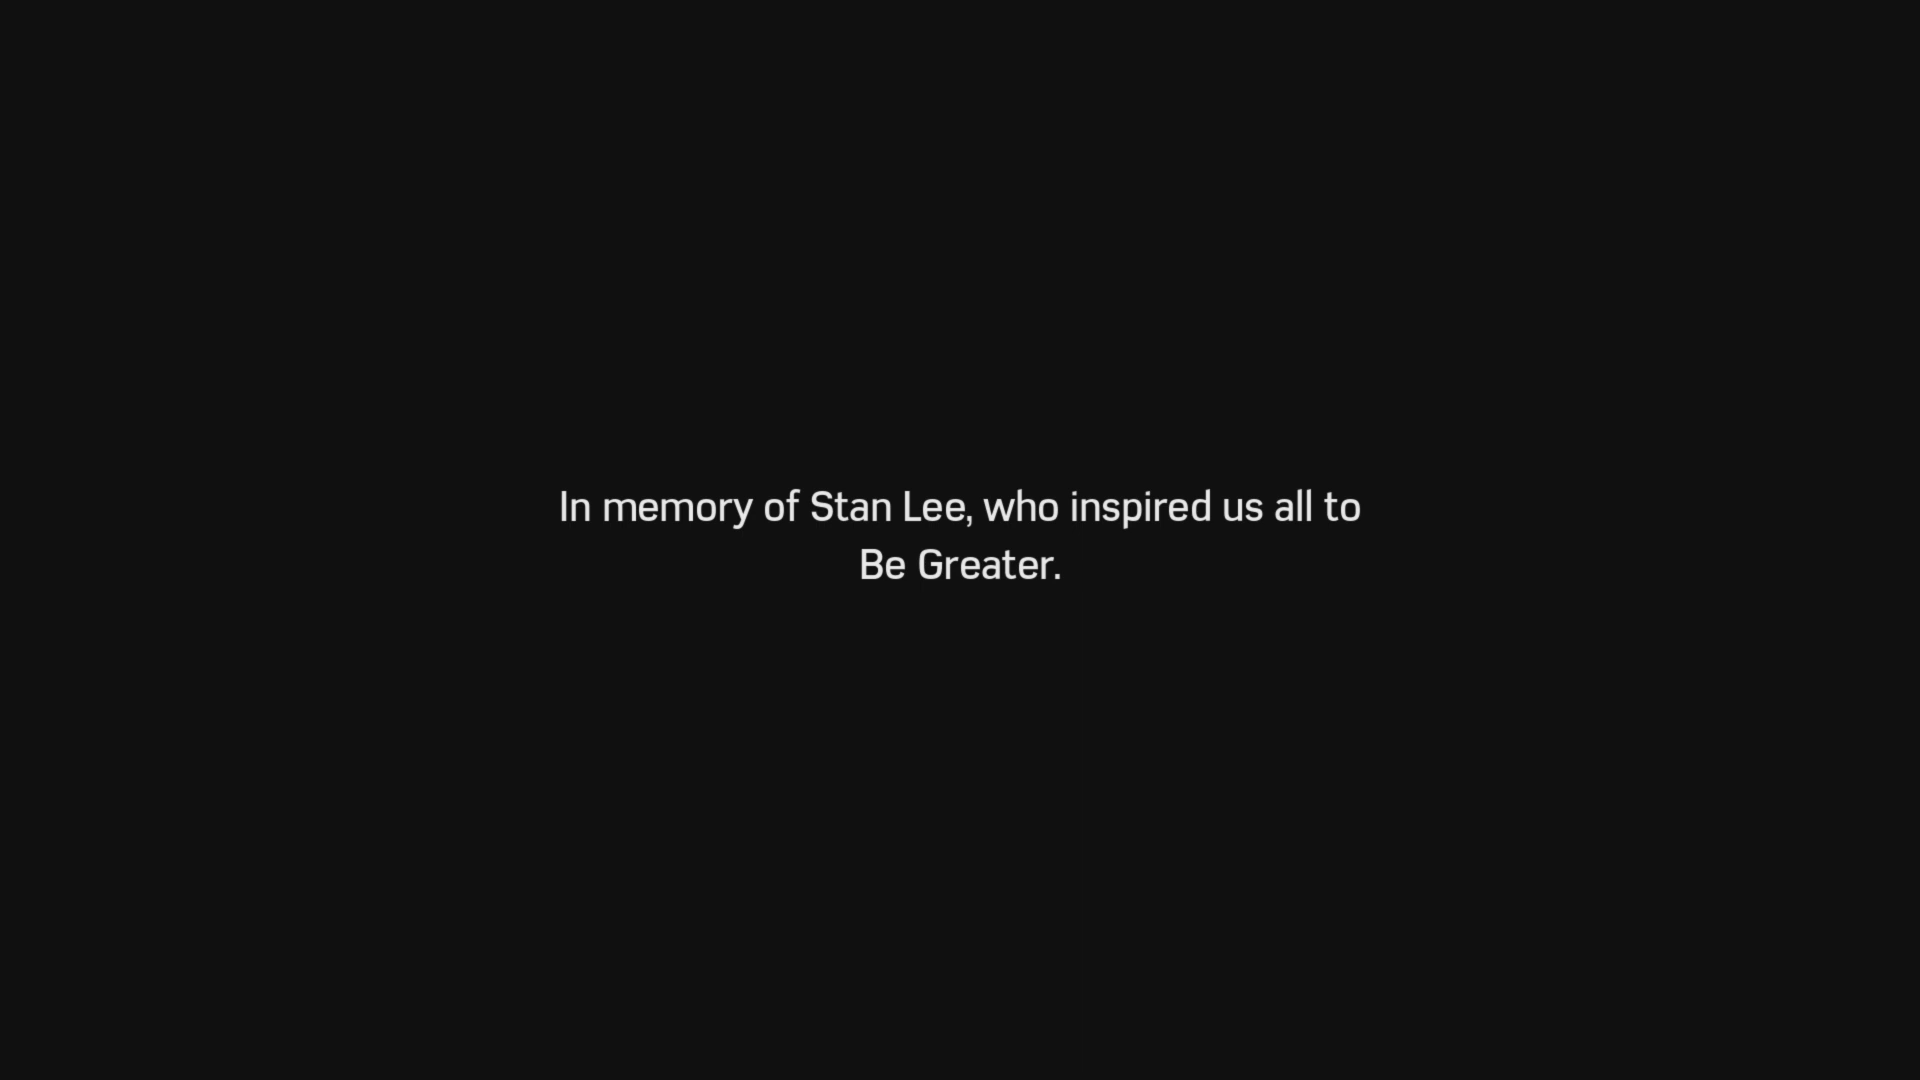 In memory of Stan Lee, who inspired us all to
Be Greater.